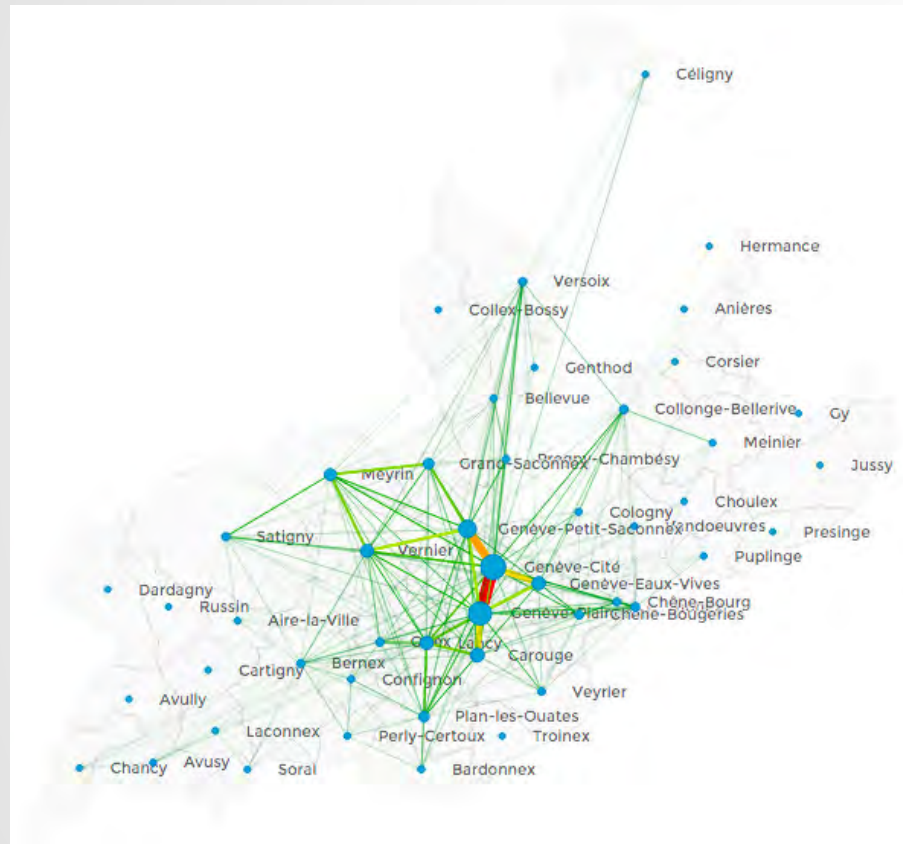 Céligny
Hermance
Versoix
Collex-Bossy
Anières
Genthod
Corsier
Bellevue
Collonge-Bellerive
Gy
Meinier
Meyrin
Grand-Saconnex
Pregny-Chambésy
Jussy
Choulex
Cologny
Satigny
Vernier
Genève-Petit-Saconnex
Vandoeuvres
Presinge
Puplinge
Genève-Cité
Genève-Eaux-Vives
Dardagny
Russin
Chêne-Bourg
Aire-la-Ville
Genève-Plain
Chêne-Bougeries
Onex
Lancy
Carouge
Cartigny
Bernex
Confignon
Avully
Veyrier
Plan-les-Ouates
Laconnex
Perly-Certoux
Troinex
Chancy
Avusy
Soral
Bardonnex